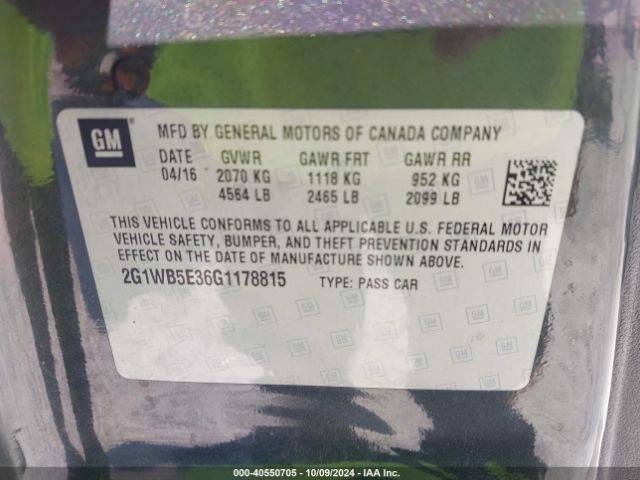 GM
MFD BY GENERAL MOTORS OF CANADA COMPANY
DATE GVWR GAWR FRT GAWR RR
04/16 2070 KG 1118 KG 952 KG
4564 LB 2465 LB 2099 LB
THIS VEHICLE CONFORMS TO ALL APPLICABLE U.S. FEDERAL MOTOR
VEHICLE SAFETY, BUMPER, AND THEFT PREVENTION STANDARDS IN
EFFECT ON THE DATE OF MANUFACTURE SHOWN ABOVE.
2G1WB5E36G1178815 TYPE: PASS CAR
000-40550705 - 10/09/2024 - IAA Inc.